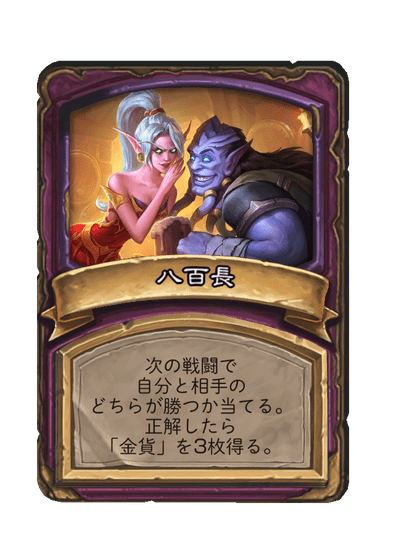 八百長
次の戦闘で
自分と相手の
どちらが勝つか当てる。
正解したら
「金貨」を3枚得る。